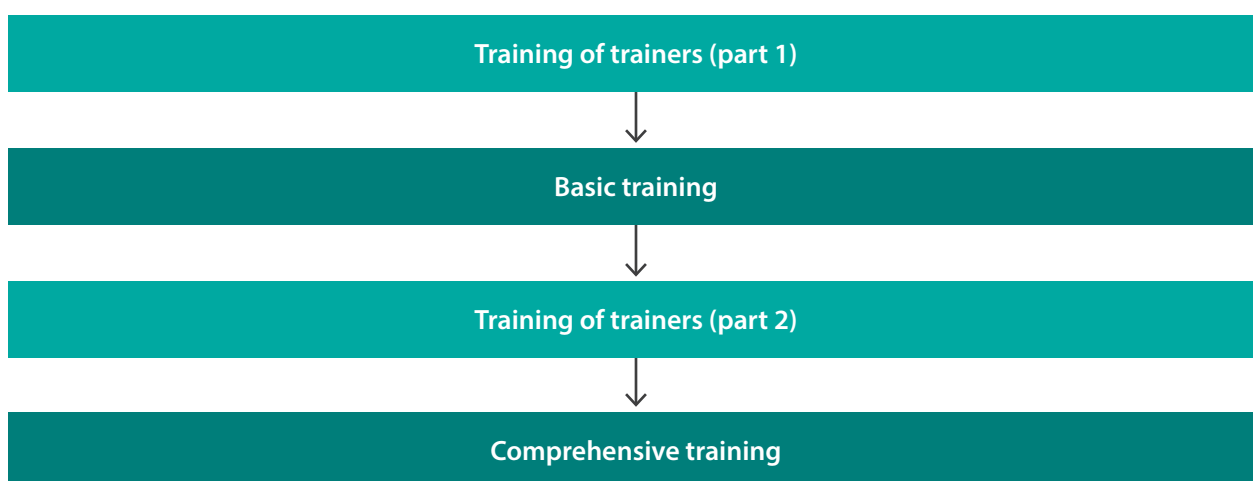 Training of trainers (part 1)
Basic training
Training of trainers (part 2)
Comprehensive training